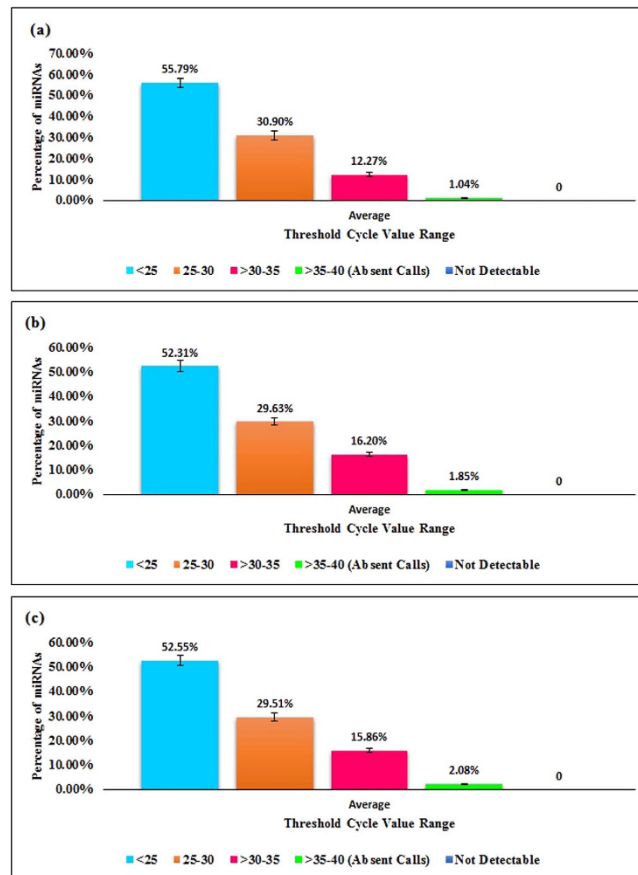 (a)
70.00%
60.00%
50.00%
40.00%
30.00%
20.00%
10.00%
0.00%
Percentage of miRNAs
55.79%
30.90%
12.27%
1.04%
0
Average
Threshold Cycle Value Range
<25 25-30 >30-35 >35-40 (Absent Calls) Not Detectable
(b)
60.00%
50.00%
40.00%
30.00%
20.00%
10.00%
0.00%
Percentage of miRNAs
52.31%
29.63%
16.20%
1.85%
0
Average
Threshold Cycle Value Range
<25 25-30 >30-35 >35-40 (Absent Calls) Not Detectable
(c)
60.00%
50.00%
40.00%
30.00%
20.00%
10.00%
0.00%
Percentage of miRNAs
52.55%
29.51%
15.86%
2.08%
0
Average
Threshold Cycle Value Range
<25 25-30 >30-35 >35-40 (Absent Calls) Not Detectable